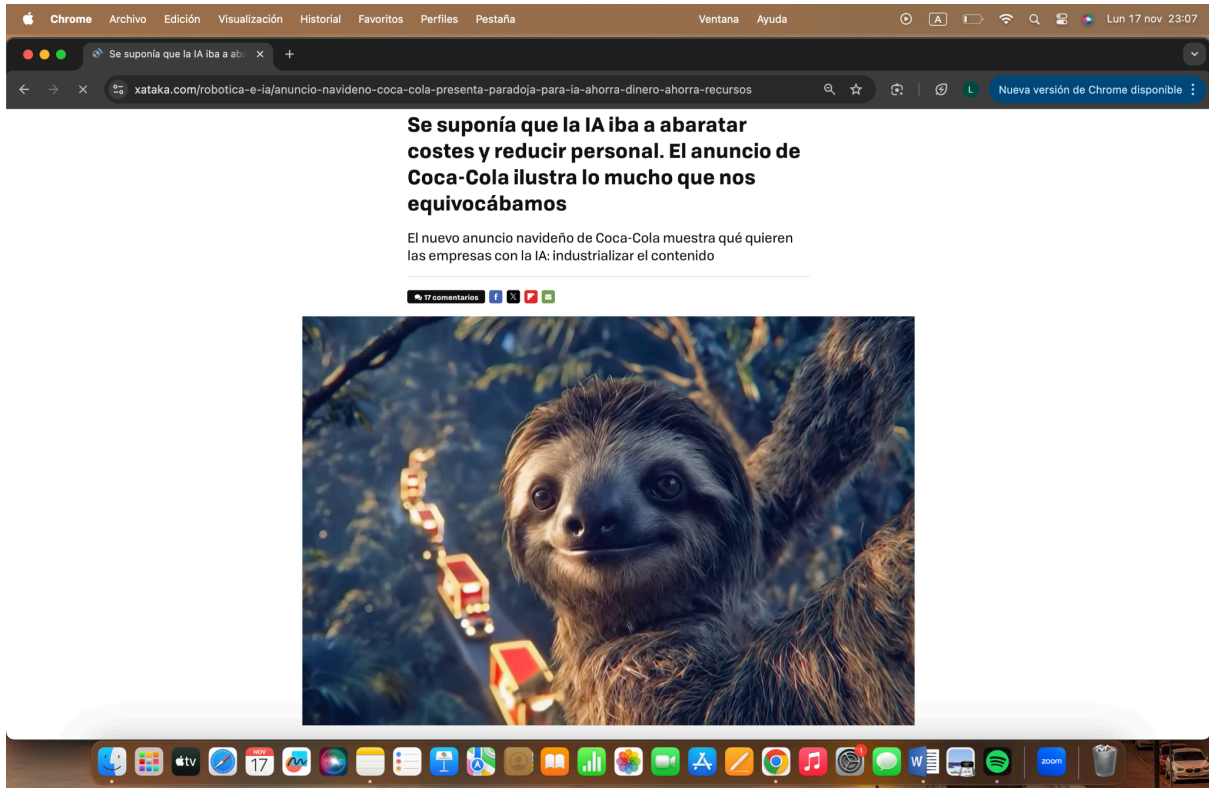 Chrome Archivo Edición Visualización Historial Favoritos Perfiles Pestaña Ventana Ayuda A Lun 17 nov 23:07
Se suponía que la IA iba a aba
xataka.com/robotica-e-ia/anuncio-navideno-coca-cola-presenta-paradoja-para-ia-ahorra-dinero-ahorra-recursos L Nueva versión de Chrome disponible
Se suponía que la IA iba a abaratar
costes y reducir personal. El anuncio de
Coca-Cola ilustra lo mucho que nos
equivocábamos
El nuevo anuncio navideño de Coca-Cola muestra qué quieren
las empresas con la IA: industrializar el contenido
17 comentarios f X
tv NOV 17 A 1 W zoom